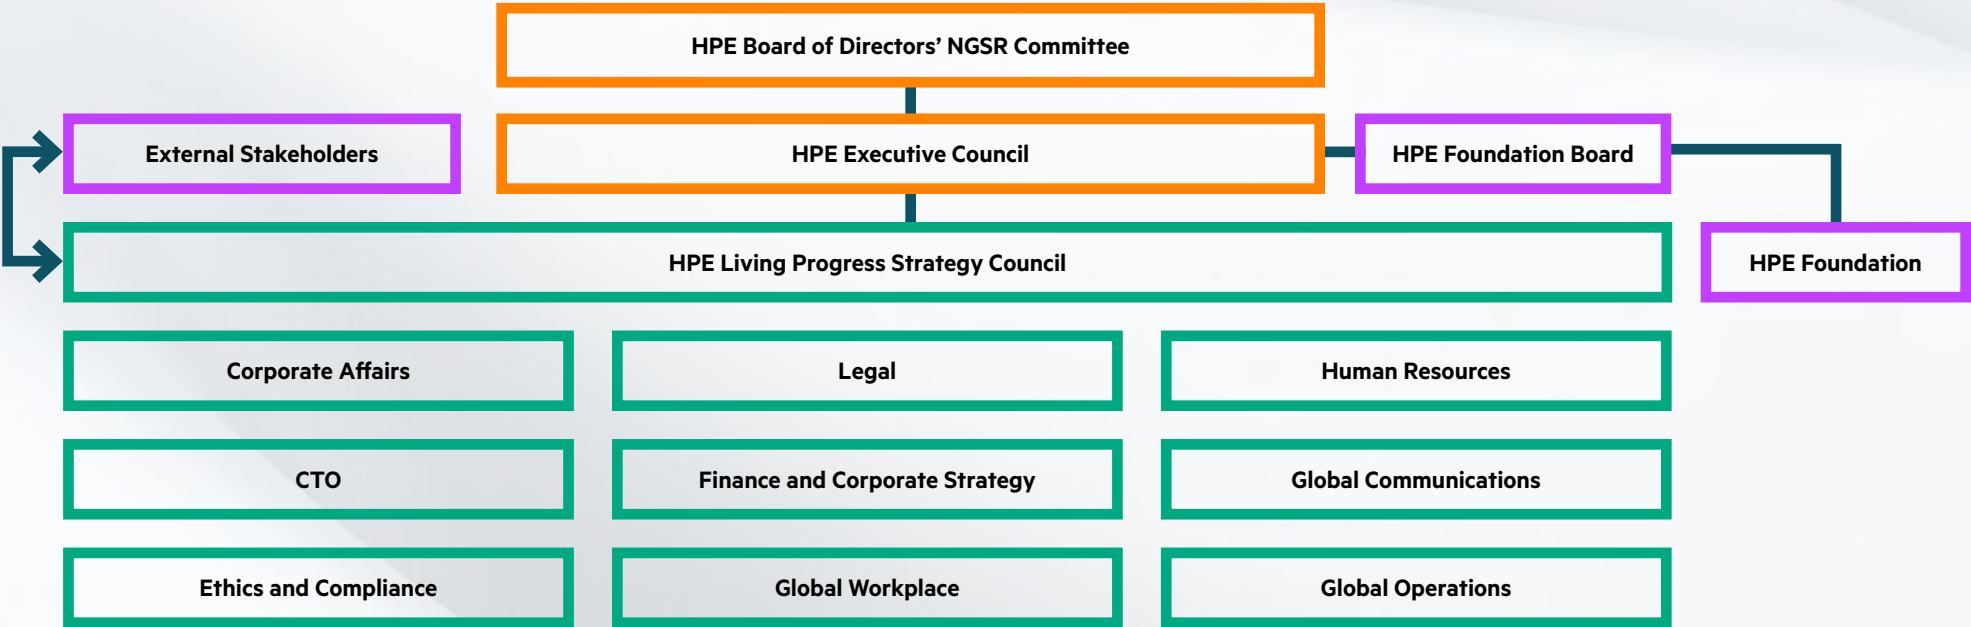 HPE Board of Directors’ NGSR Committee
External Stakeholders
HPE Executive Council
HPE Foundation Board
HPE Living Progress Strategy Council
HPE Foundation
Corporate Affairs
Legal
Human Resources
CTO
Finance and Corporate Strategy
Global Communications
Ethics and Compliance
Global Workplace
Global Operations